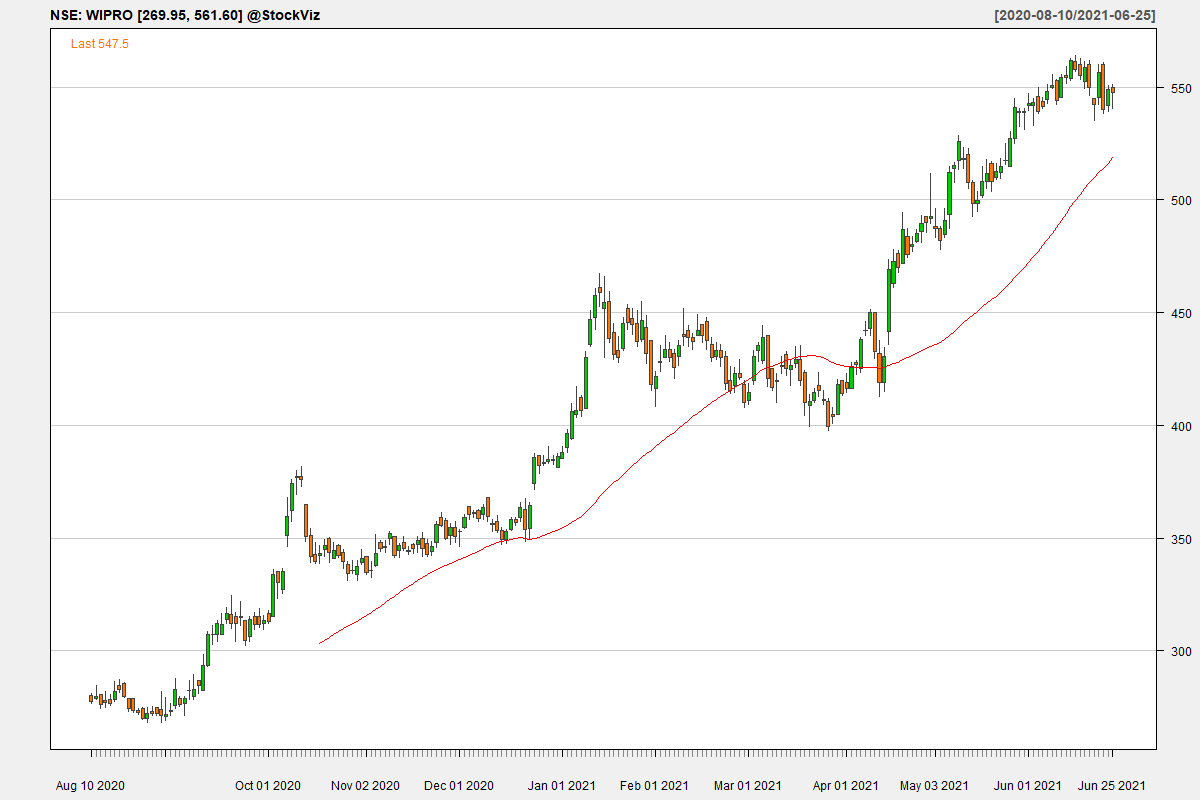 NSE: WIPRO [269.95, 561.60] @StockViz
[2020-08-10/2021-06-25]
Last 547.5
550
500
450
400
350
300
Aug 10 2020 Oct 01 2020 Nov 02 2020 Dec 01 2020 Jan 01 2021 Feb 01 2021 Mar 01 2021 Apr 01 2021 May 03 2021 Jun 01 2021 Jun 25 2021